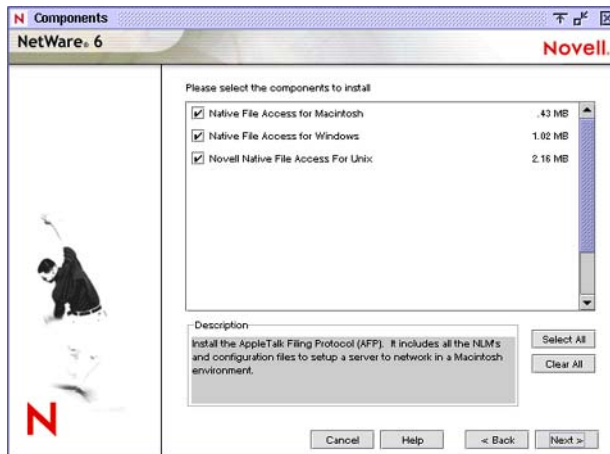 N Components
NetWare® 6
Novell®
Please select the components to install
Native File Access for Macintosh .43 MB
Native File Access for Windows 1.02 MB
Novell Native File Access For Unix 2.16 MB
Description
Install the AppleTalk Filing Protocol (AFP). It includes all the NLM's
and configuration files to setup a server to network in a Macintosh
environment.
Select All
Clear All
N
Cancel Help < Back Next >